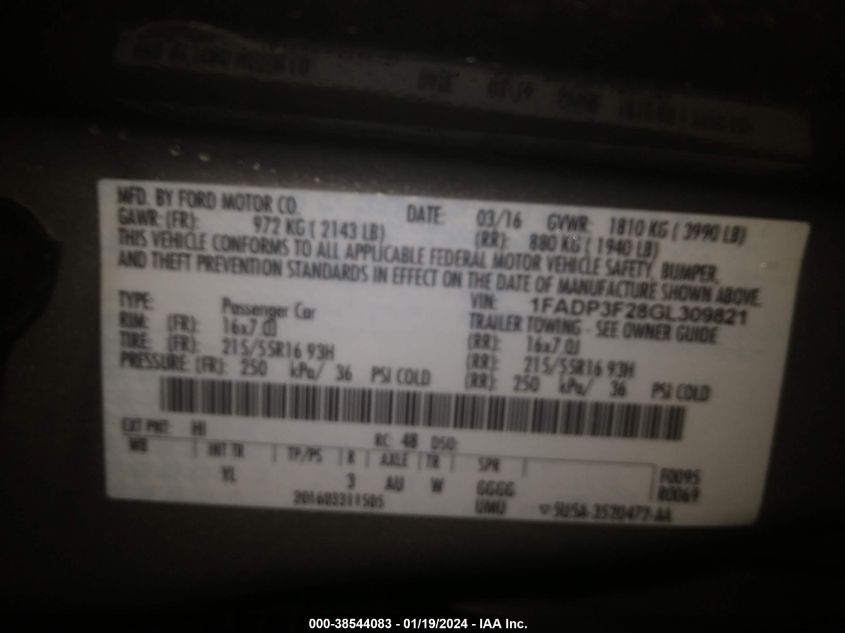 MFD. BY FORD MOTOR CO. DATE: 03/16 GVWR: 1810 KG ( 3990 LB)
GAWR: (FR): 972 KG ( 2143 LB) (RR): 880 KG ( 1940 LB)
THIS VEHICLE CONFORMS TO ALL APPLICABLE FEDERAL MOTOR VEHICLE SAFETY, BUMPER,
AND THEFT PREVENTION STANDARDS IN EFFECT ON THE DATE OF MANUFACTURE SHOWN ABOVE.
VIN: 1FADP3F28GL309821
TYPE: Passenger Car TRAILER TOWING - SEE OWNER GUIDE
RIM: (FR): 16x7.0J (RR): 16x7.0J
TIRE: (FR): 215/55R16 93H (RR): 215/55R16 93H
PRESSURE: (FR): 250 kPa/ 36 PSI COLD (RR): 250 kPa/ 36 PSI COLD
EXT PNT: HI RC: 48 DSO:
WB INT TR TP/PS R AXLE TR SPR F0095
YL 3 AU W GGGG R0069
201603311505 UMU
000-38544083 - 01/19/2024 - IAA Inc.